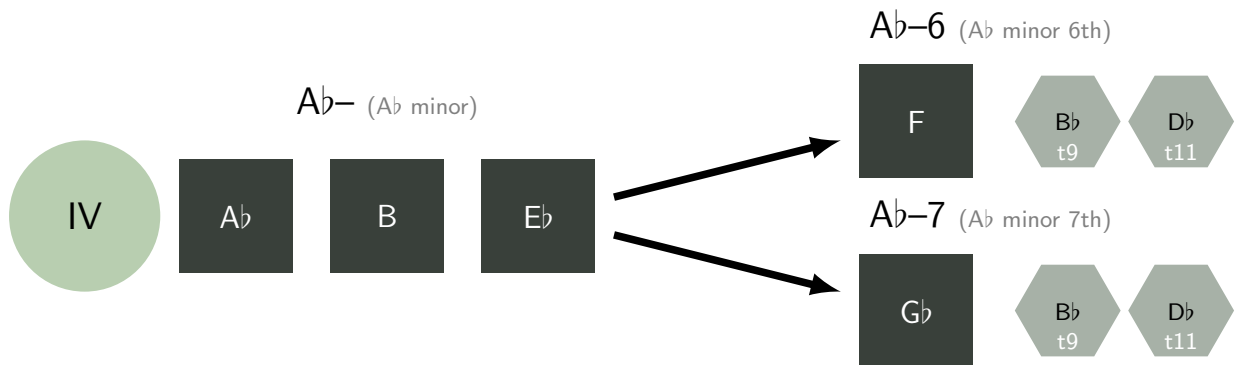 IV
A♭– (A♭ minor)
A♭
B
E♭
A♭–6 (A♭ minor 6th)
F
B♭
t9
D♭
t11
A♭–7 (A♭ minor 7th)
G♭
B♭
t9
D♭
t11